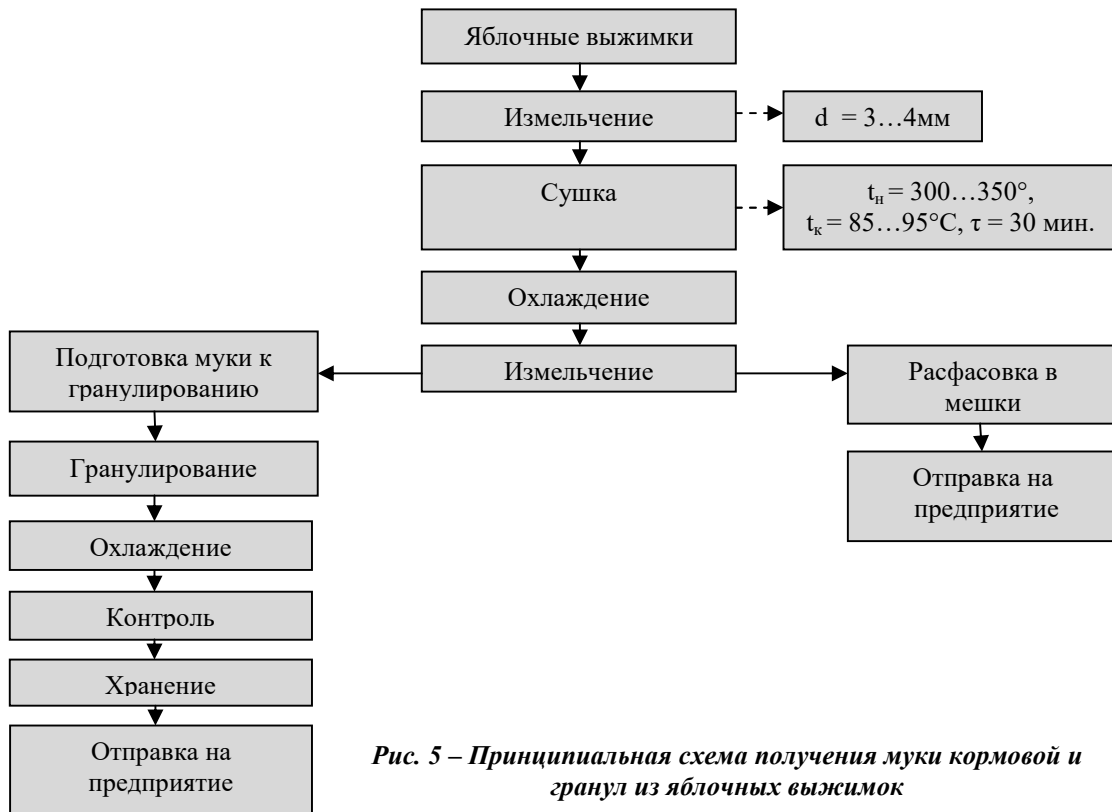 Яблочные выжимки
Измельчение
d = 3…4мм
Сушка
tн = 300…350°,
tк = 85…95°С, τ = 30 мин.
Охлаждение
Измельчение
Подготовка муки к
гранулированию
Гранулирование
Охлаждение
Контроль
Хранение
Отправка на
предприятие
Расфасовка в
мешки
Отправка на
предприятие
Рис. 5 – Принципиальная схема получения муки кормовой и
гранул из яблочных выжимок